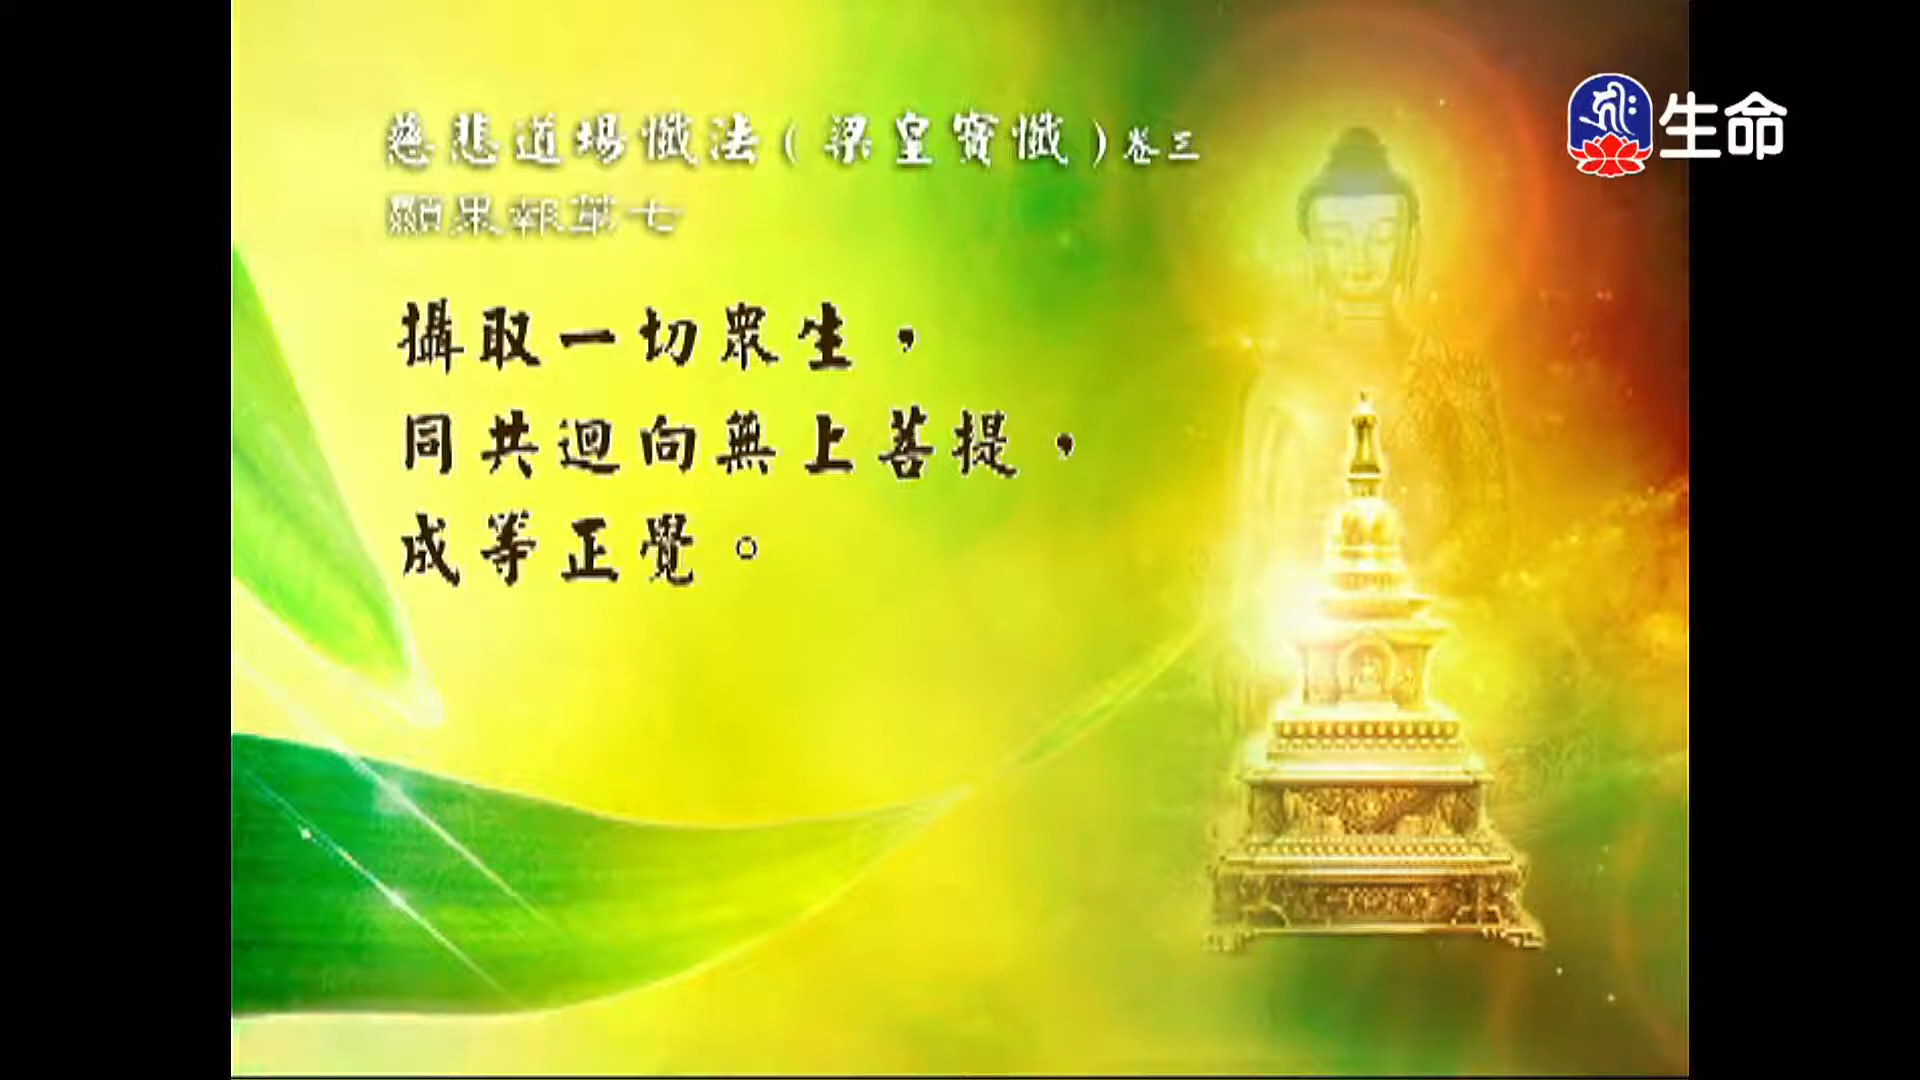 慈悲道場懺法(梁皇寶懺)卷三
顯果報第七
生命
攝取一切眾生，
同共迴向無上菩提，
成等正覺。